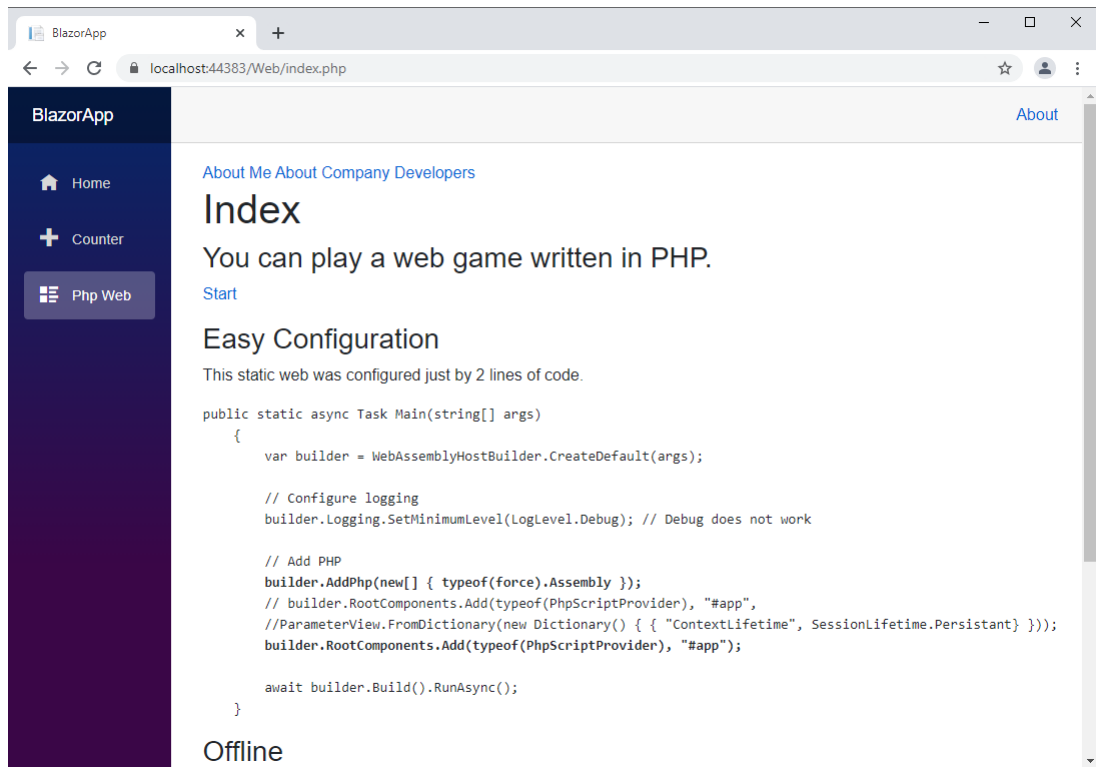 BlazorApp
localhost:44383/Web/index.php
BlazorApp
About
Home
Counter
Php Web
About Me About Company Developers
Index
You can play a web game written in PHP.
Start
Easy Configuration
This static web was configured just by 2 lines of code.
public static async Task Main(string[] args)
{
var builder = WebAssemblyHostBuilder.CreateDefault(args);
// Configure logging
builder.Logging.SetMinimumLevel(LogLevel.Debug); // Debug does not work
// Add PHP
builder.AddPhp(new[] { typeof(force).Assembly });
// builder.RootComponents.Add(typeof(PhpScriptProvider), "#app",
//ParameterView.FromDictionary(new Dictionary() { { "ContextLifetime", SessionLifetime.Persistant} }));
builder.RootComponents.Add(typeof(PhpScriptProvider), "#app");
await builder.Build().RunAsync();
}
Offline